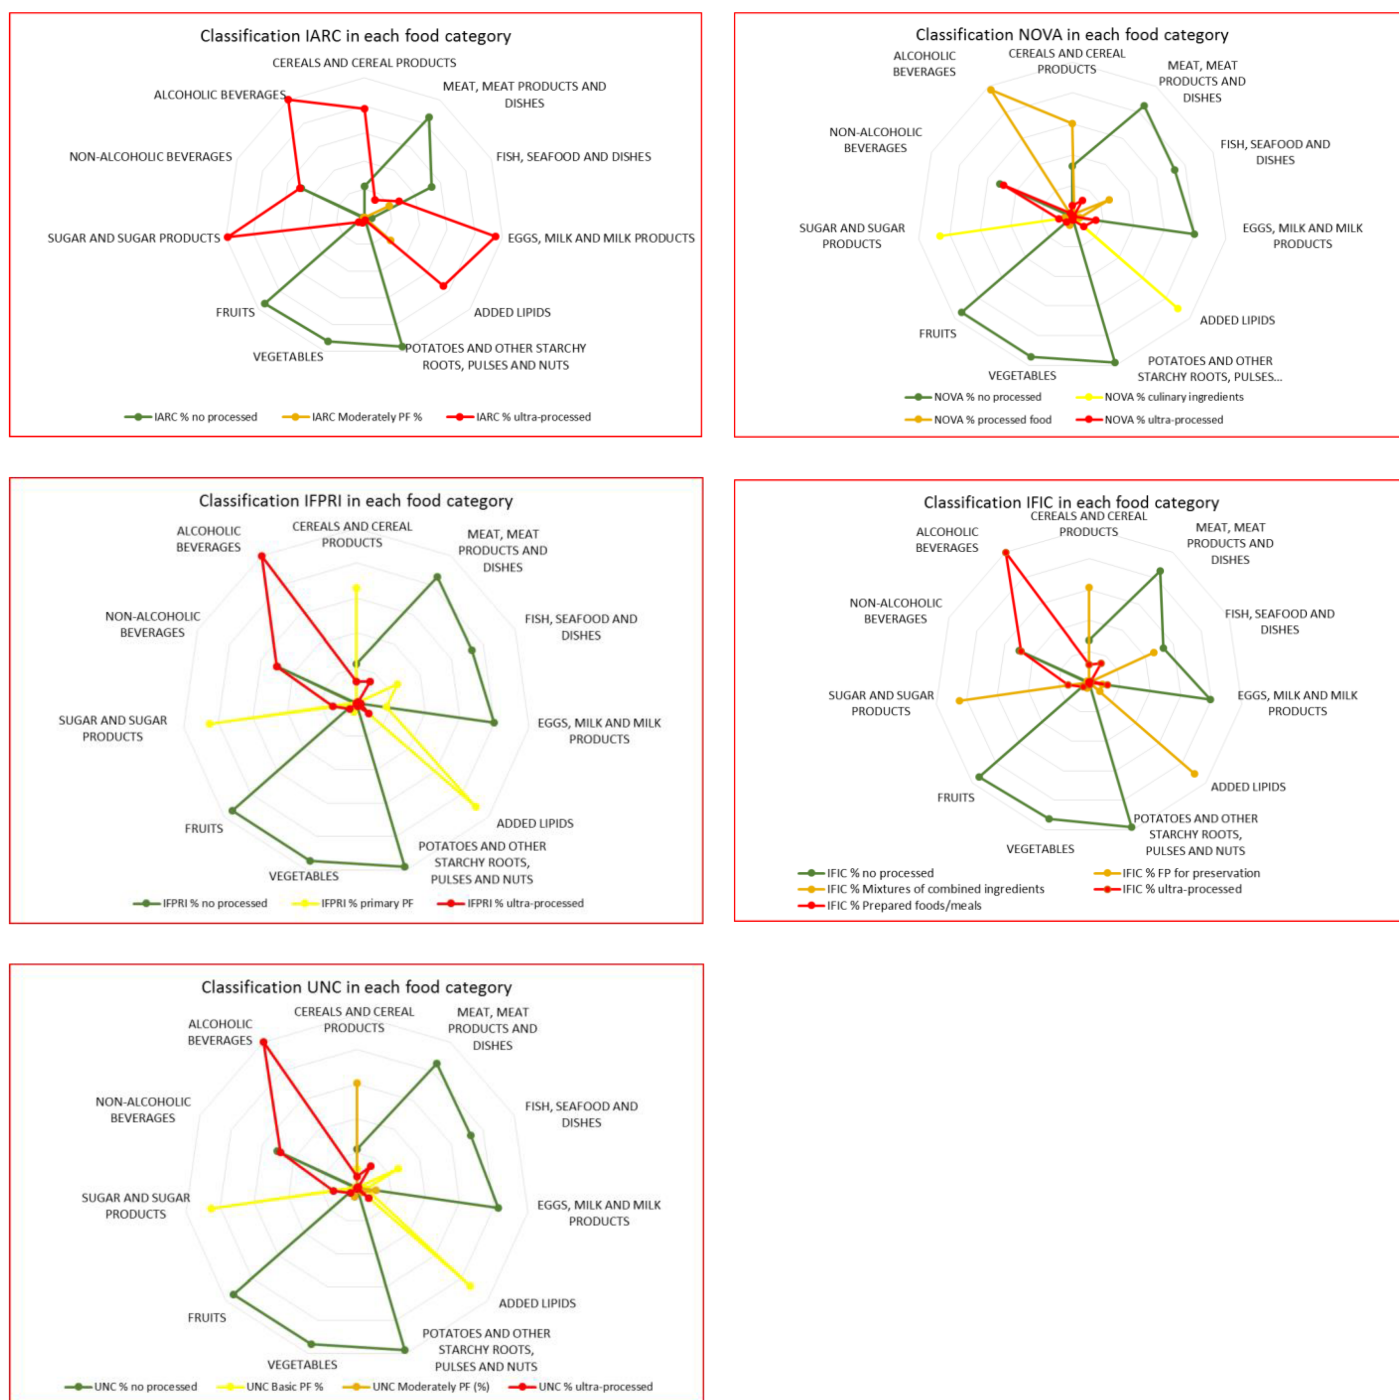 Classification IARC in each food category
CEREALS AND CEREAL PRODUCTS
MEAT, MEAT PRODUCTS AND
DISHES
FISH, SEAFOOD AND DISHES
EGGS, MILK AND MILK PRODUCTS
ADDED LIPIDS
POTATOES AND OTHER STARCHY
ROOTS, PULSES AND NUTS
VEGETABLES
FRUITS
SUGAR AND SUGAR PRODUCTS
NON-ALCOHOLIC BEVERAGES
ALCOHOLIC BEVERAGES
IARC % no processed
IARC Moderately PF %
IARC % ultra-processed
Classification NOVA in each food category
CEREALS AND CEREAL
PRODUCTS
MEAT, MEAT
PRODUCTS AND
DISHES
FISH, SEAFOOD AND
DISHES
EGGS, MILK AND MILK
PRODUCTS
ADDED LIPIDS
POTATOES AND OTHER
STARCHY ROOTS, PULSES...
VEGETABLES
FRUITS
SUGAR AND SUGAR
PRODUCTS
NON-ALCOHOLIC
BEVERAGES
ALCOHOLIC
BEVERAGES
NOVA % no processed
NOVA % culinary ingredients
NOVA % processed food
NOVA % ultra-processed
Classification IFPRI in each food category
CEREALS AND CEREAL
PRODUCTS
MEAT, MEAT
PRODUCTS AND
DISHES
FISH, SEAFOOD AND
DISHES
EGGS, MILK AND MILK
PRODUCTS
ADDED LIPIDS
POTATOES AND OTHER
STARCHY ROOTS,
PULSES AND NUTS
VEGETABLES
FRUITS
SUGAR AND SUGAR
PRODUCTS
NON-ALCOHOLIC
BEVERAGES
ALCOHOLIC
BEVERAGES
IFPRI % no processed
IFPRI % primary PF
IFPRI % ultra-processed
Classification IFIC in each food category
CEREALS AND CEREAL
PRODUCTS
MEAT, MEAT
PRODUCTS AND
DISHES
FISH, SEAFOOD AND
DISHES
EGGS, MILK AND MILK
PRODUCTS
ADDED LIPIDS
POTATOES AND OTHER
STARCHY ROOTS,
PULSES AND NUTS
VEGETABLES
FRUITS
SUGAR AND SUGAR
PRODUCTS
NON-ALCOHOLIC
BEVERAGES
ALCOHOLIC
BEVERAGES
IFIC % no processed
IFIC % FP for preservation
IFIC % Mixtures of combined ingredients
IFIC % ultra-processed
IFIC % Prepared foods/meals
Classification UNC in each food category
CEREALS AND CEREAL
PRODUCTS
MEAT, MEAT
PRODUCTS AND
DISHES
FISH, SEAFOOD AND
DISHES
EGGS, MILK AND MILK
PRODUCTS
ADDED LIPIDS
POTATOES AND OTHER
STARCHY ROOTS,
PULSES AND NUTS
VEGETABLES
FRUITS
SUGAR AND SUGAR
PRODUCTS
NON-ALCOHOLIC
BEVERAGES
ALCOHOLIC
BEVERAGES
UNC % no processed
UNC Basic PF %
UNC Moderately PF (%)
UNC % ultra-processed